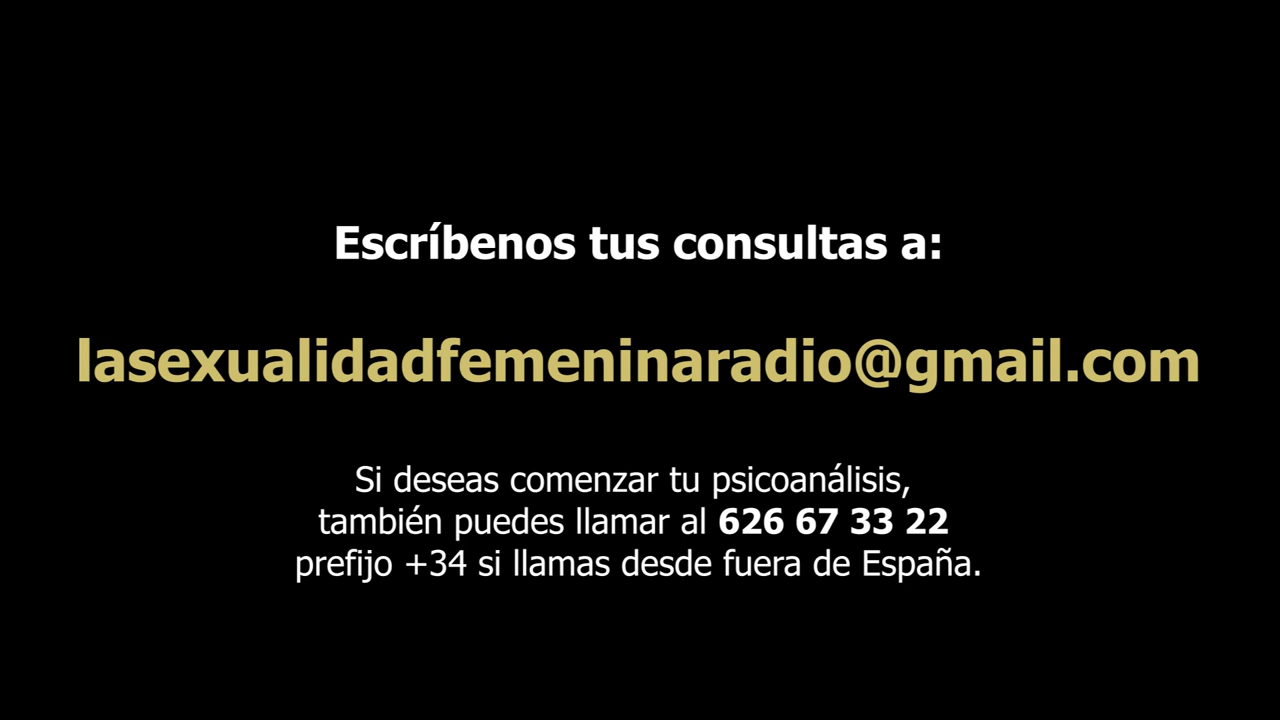 Escríbenos tus consultas a:
lasexualidadfemeninaradio@gmail.com
Si deseas comenzar tu psicoanálisis,
también puedes llamar al 626 67 33 22
prefijo +34 si llamas desde fuera de España.